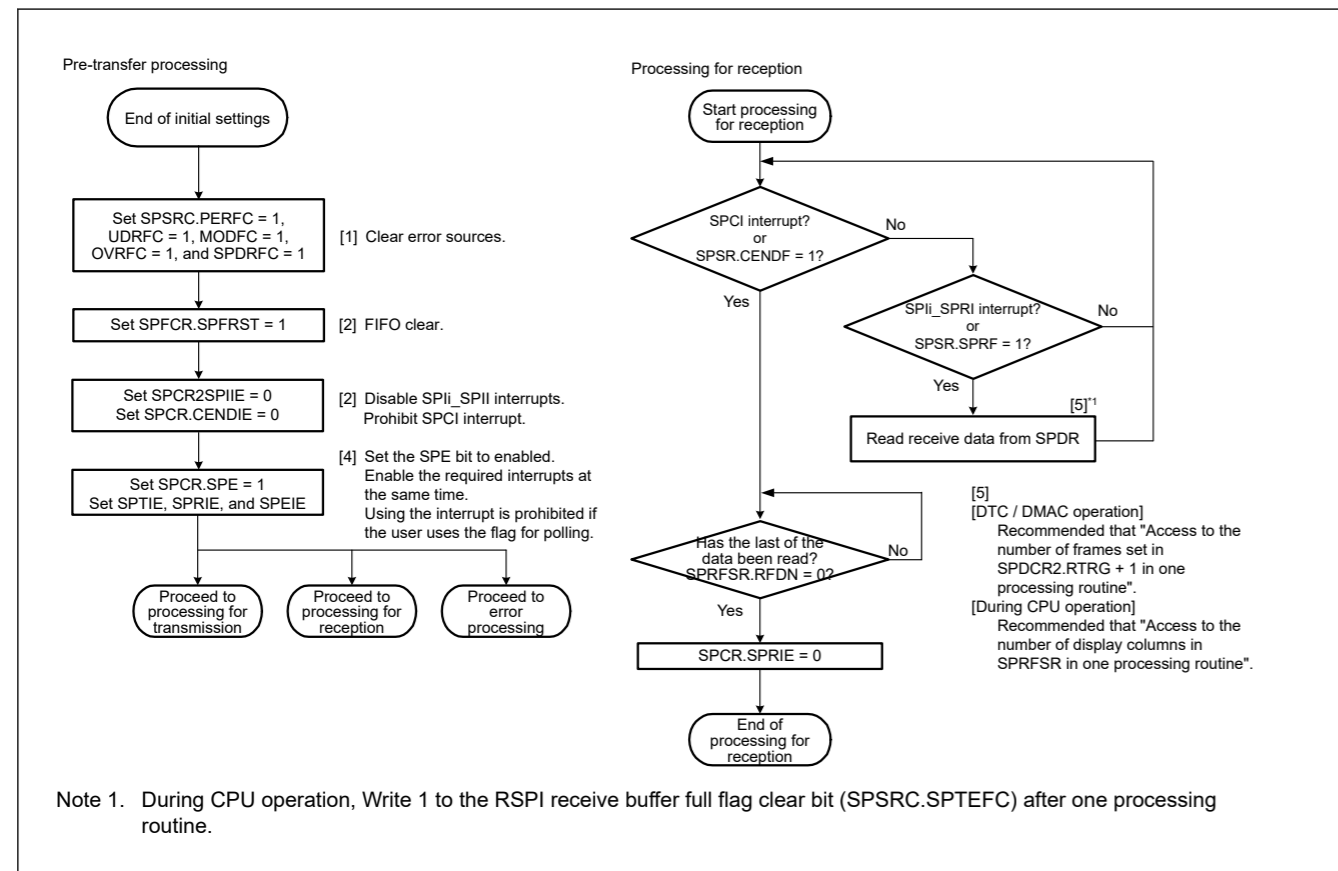 Pre-transfer processing
End of initial settings
Set SPSRC.PERFC = 1,
UDRFC = 1, MODFC = 1,
OVRFC = 1, and SPDRFC = 1
[1] Clear error sources.
Set SPFCR.SPFRST = 1
[2] FIFO clear.
Set SPCR2SPIIE = 0
Set SPCR.CENDIE = 0
[2] Disable SPIi_SPII interrupts.
Prohibit SPCI interrupt.
Set SPCR.SPE = 1
Set SPTIE, SPRIE, and SPEIE
[4] Set the SPE bit to enabled.
Enable the required interrupts at
the same time.
Using the interrupt is prohibited if
the user uses the flag for polling.
Proceed to
processing for
transmission
Proceed to
processing for
reception
Proceed to
error
processing
Processing for reception
Start processing
for reception
SPCI interrupt?
or
SPSR.CENDF = 1?
No
Yes
SPIi_SPRI interrupt?
or
SPSR.SPRF = 1?
No
Yes
[5]*1
Read receive data from SPDR
Has the last of the
data been read?
SPRFSR.RFDN = 0?
No
Yes
SPCR.SPRIE = 0
End of
processing for
reception
[5]
[DTC / DMAC operation]
Recommended that "Access to the
number of frames set in
SPDCR2.RTRG + 1 in one
processing routine".
[During CPU operation]
Recommended that "Access to the
number of display columns in
SPRFSR in one processing routine".
Note 1. During CPU operation, Write 1 to the RSPI receive buffer full flag clear bit (SPSRC.SPTEFC) after one processing
routine.